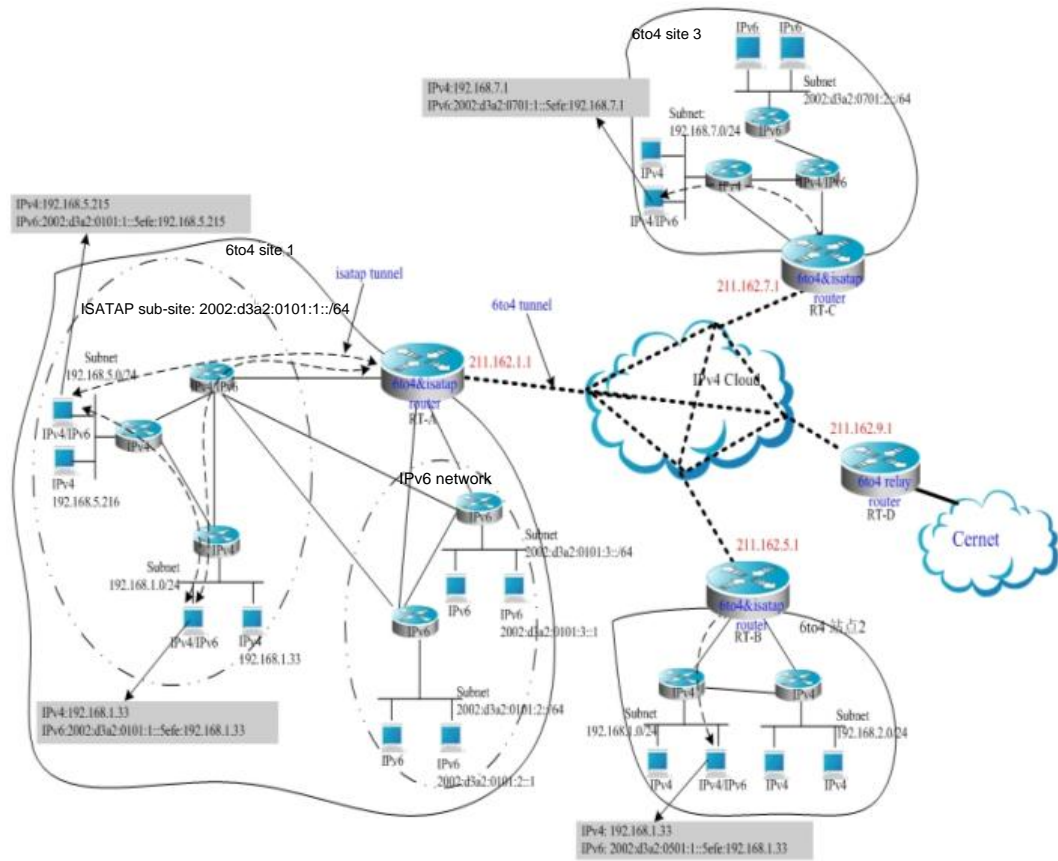 6to4 site 3
IPv6
IPv6
Subnet
2002:d3a2:0701:2::/64
IPv6
IPv4:192.168.7.1
IPv6:2002:d3a2:0701:1::5efe:192.168.7.1
Subnet:
192.168.7.0/24
IPv4
IPv4
IPv4/IPv6
IPv4/IPv6
6to4&isatap
router
RT-C
211.162.7.1
IPv4:192.168.5.215
IPv6:2002:d3a2:0101:1::5efe:192.168.5.215
6to4 site 1
isatap tunnel
6to4 tunnel
ISATAP sub-site: 2002:d3a2:0101:1::/64
Subnet
192.168.5.0/24
IPv4/IPv6
IPv4/IPv6
IPv4
IPv4
192.168.5.216
6to4&isatap
router
RT-A
211.162.1.1
IPv4 Cloud
211.162.9.1
6to4 relay
router
RT-D
Cernet
IPv6 network
IPv6
Subnet
2002:d3a2:0101:3::/64
IPv6
IPv6
2002:d3a2:0101:3::1
IPv4
Subnet
192.168.1.0/24
IPv4/IPv6
IPv4
192.168.1.33
IPv6
Subnet
2002:d3a2:0101:2::/64
IPv6
IPv6
2002:d3a2:0101:2::1
IPv4:192.168.1.33
IPv6:2002:d3a2:0101:1::5efe:192.168.1.33
211.162.5.1
6to4&isatap
router
RT-B
6to4 站点2
IPv4
IPv4
Subnet
192.168.1.0/24
Subnet
192.168.2.0/24
IPv4
IPv4/IPv6
IPv4
IPv4
IPv4: 192.168.1.33
IPv6: 2002:d3a2:0501:1::5efe:192.168.1.33